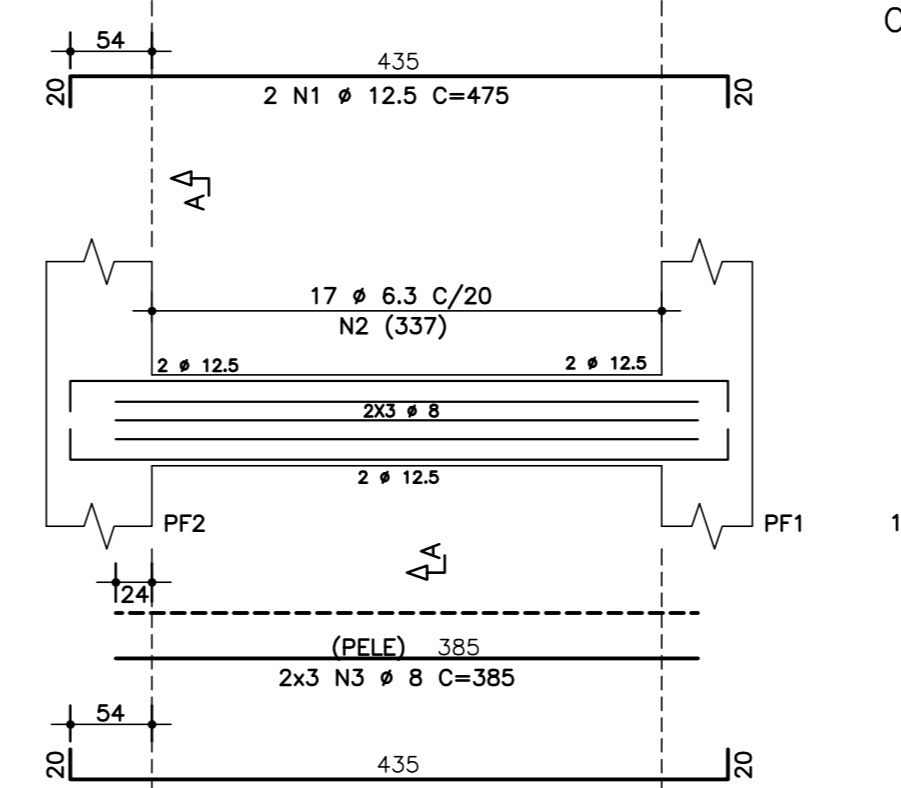 54
435
20
20
2 N1 ø 12.5 C=475
A
17 ø 6.3 C/20
N2 (337)
2 ø 12.5
2 ø 12.5
2X3 ø 8
2 ø 12.5
PF2
PF1
1
A
24
(PELE) 385
2x3 N3 ø 8 C=385
54
435
20
20